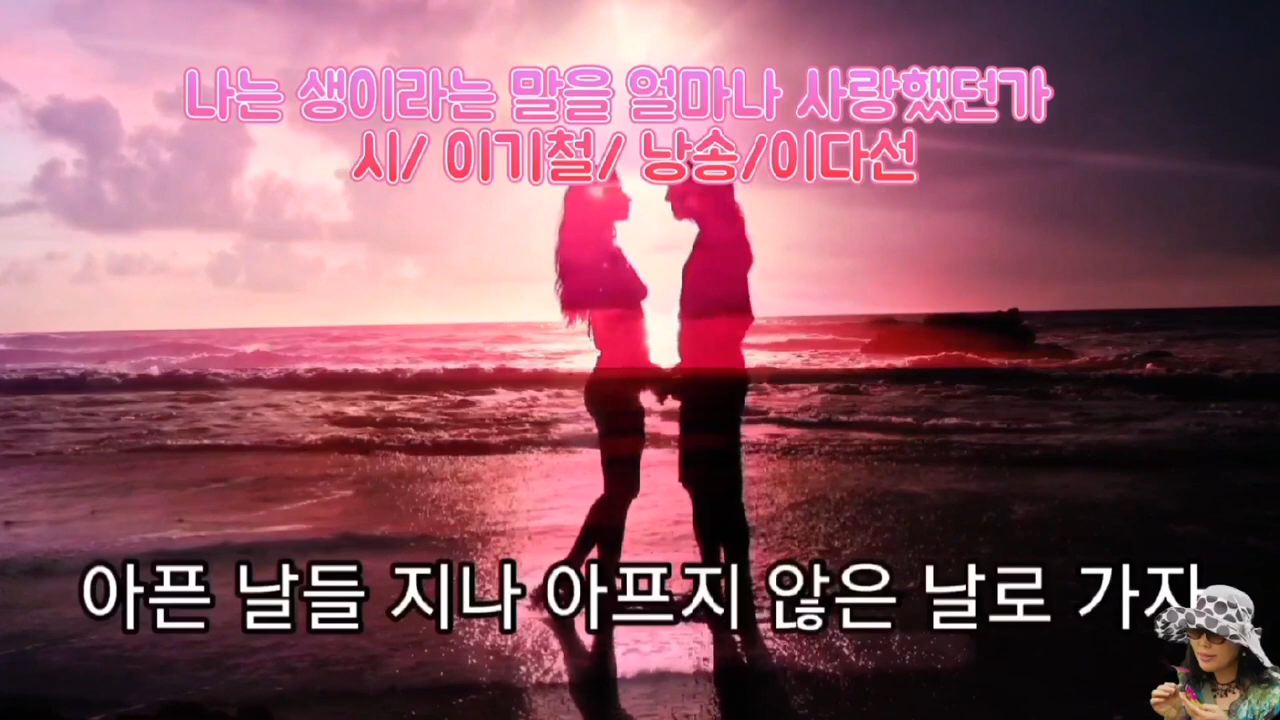 나는 생이라는 말을 얼마나 사랑했던가
시/ 이기철/ 낭송/이다선
아픈 날들 지나 아프지 않은 날로 가자